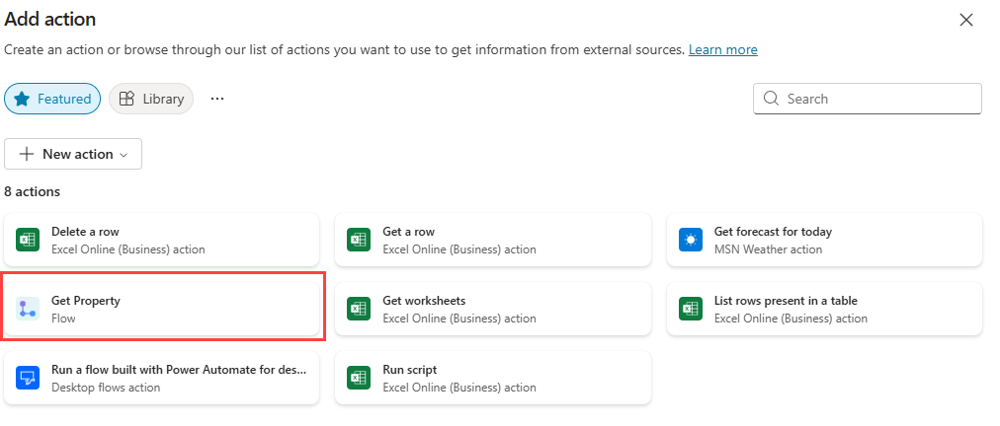 Add action
Create an action or browse through our list of actions you want to use to get information from external sources. Learn more
Featured
Library
...
Search
New action
8 actions
Delete a row
Excel Online (Business) action
Get a row
Excel Online (Business) action
Get forecast for today
MSN Weather action
Get Property
Flow
Get worksheets
Excel Online (Business) action
List rows present in a table
Excel Online (Business) action
Run a flow built with Power Automate for des...
Desktop flows action
Run script
Excel Online (Business) action